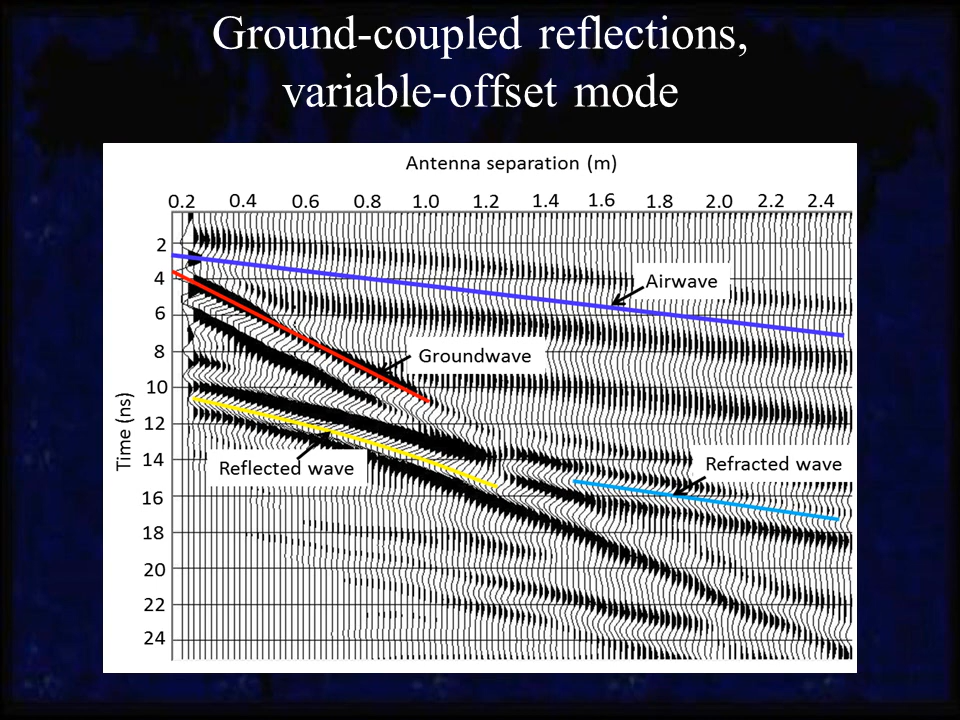 Ground-coupled reflections,
variable-offset mode
Antenna separation (m)
0.2 0.4 0.6 0.8 1.0 1.2 1.4 1.6 1.8 2.0 2.2 2.4
Time (ns)
2
4
6
8
10
12
14
16
18
20
22
24
Airwave
Groundwave
Reflected wave
Refracted wave